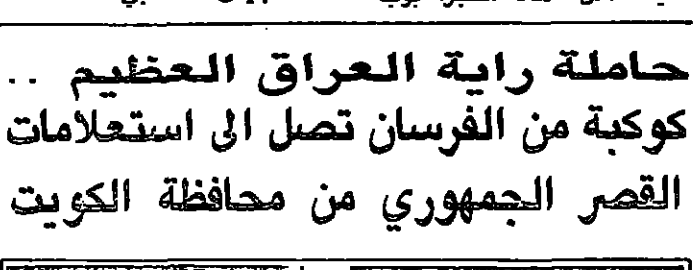 حاملة راية العراق العظيم ..
كوكبة من الفرسان تصل الى استعلامات
القصر الجمهوري من محافظة الكويت